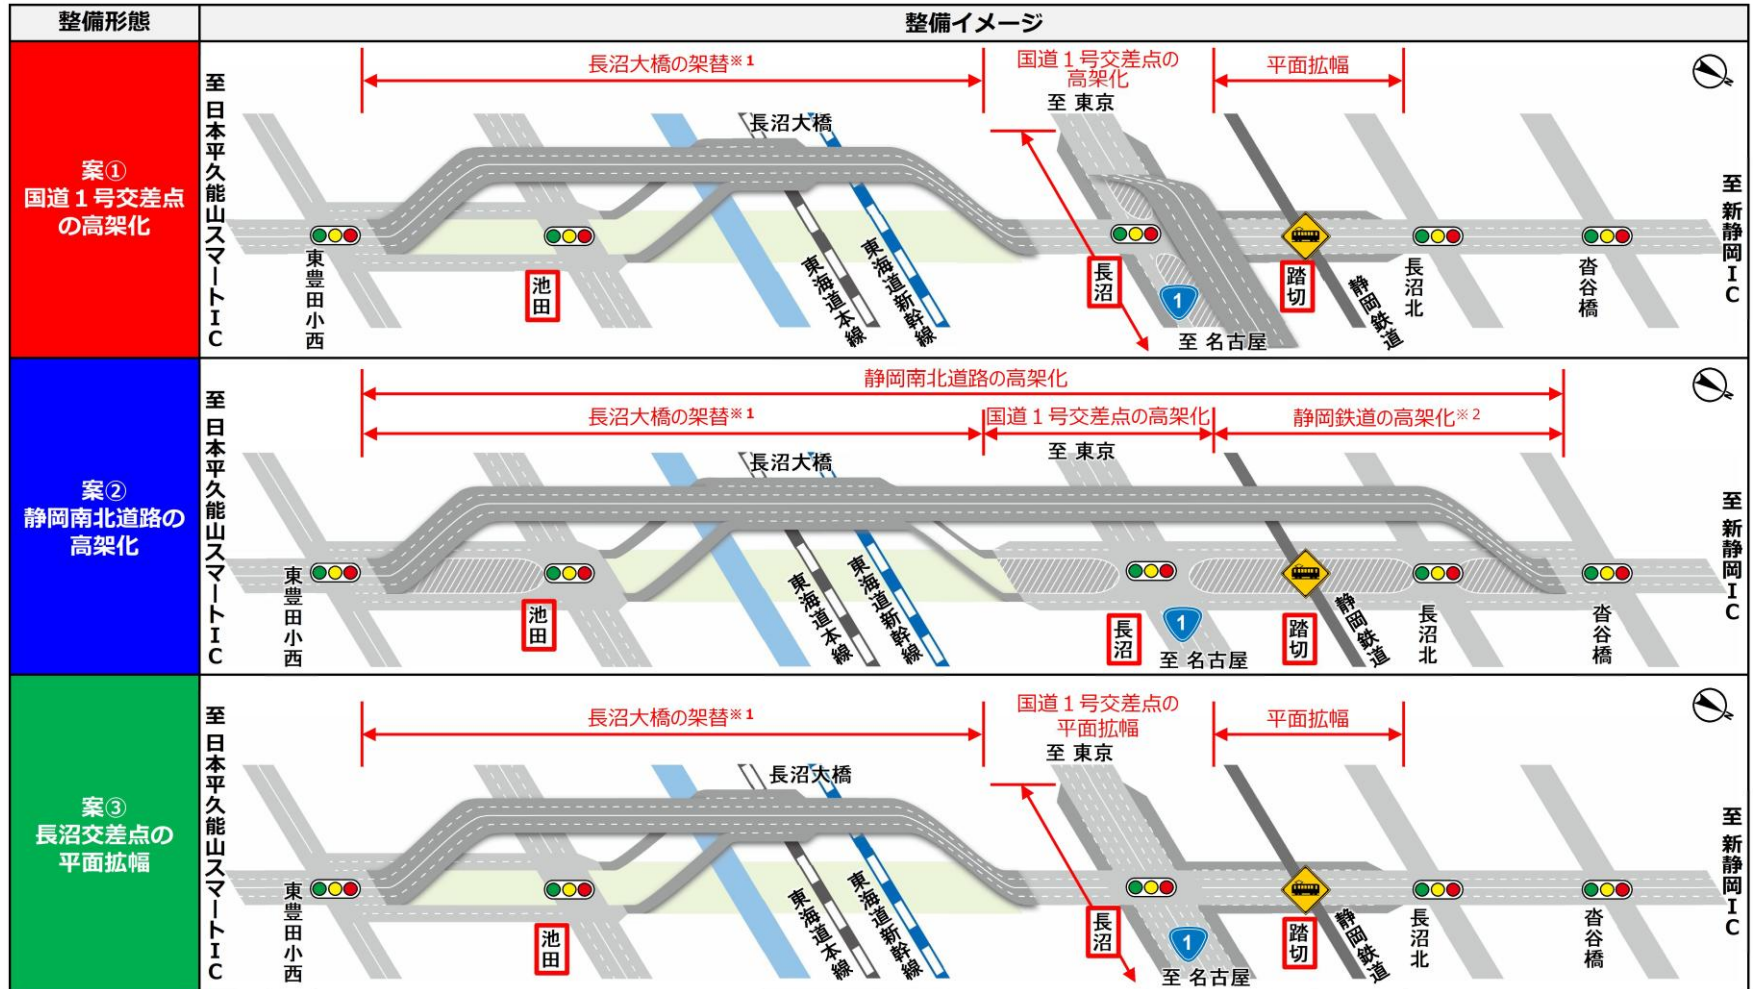 整備形態
整備イメージ
案①
国道１号交差点
の高架化
至 日本平久能山スマートＩＣ
長沼大橋の架替※1
国道１号交差点の
高架化
平面拡幅
至 東京
長沼大橋
東豊田小西
池田
東海道本線
東海道新幹線
長沼
1
至 名古屋
踏切
静岡鉄道
長沼北
沓谷橋
至 新静岡ＩＣ
N
案②
静岡南北道路の
高架化
至 日本平久能山スマートＩＣ
静岡南北道路の高架化
長沼大橋の架替※1
国道１号交差点の高架化
静岡鉄道の高架化※2
至 東京
長沼大橋
東豊田小西
池田
東海道本線
東海道新幹線
長沼
1
至 名古屋
踏切
静岡鉄道
長沼北
沓谷橋
至 新静岡ＩＣ
N
案③
長沼交差点の
平面拡幅
至 日本平久能山スマートＩＣ
長沼大橋の架替※1
国道１号交差点の
平面拡幅
平面拡幅
至 東京
長沼大橋
東豊田小西
池田
東海道本線
東海道新幹線
長沼
1
至 名古屋
踏切
静岡鉄道
長沼北
沓谷橋
至 新静岡ＩＣ
N